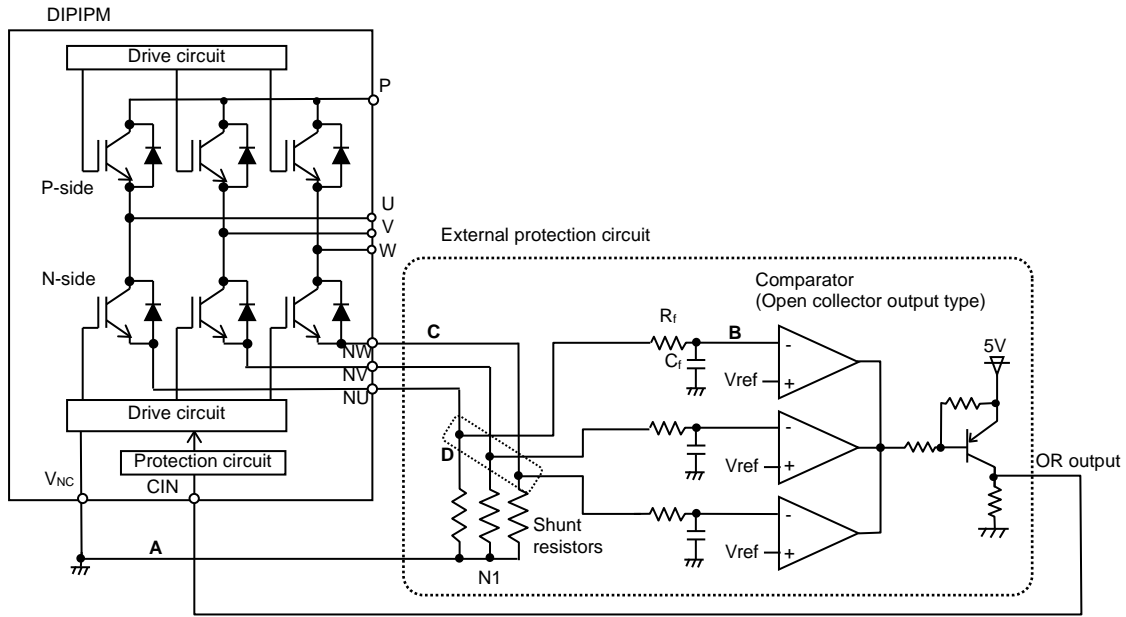 DIPIPM
Drive circuit
P
P-side
U
V
W
External protection circuit
N-side
Comparator
(Open collector output type)
C
Rf
B
5V
NW
Cf
-
NV
Vref
+
NU
Drive circuit
-
D
Protection circuit
Vref
+
OR output
VNC
CIN
-
Shunt
resistors
A
Vref
+
N1